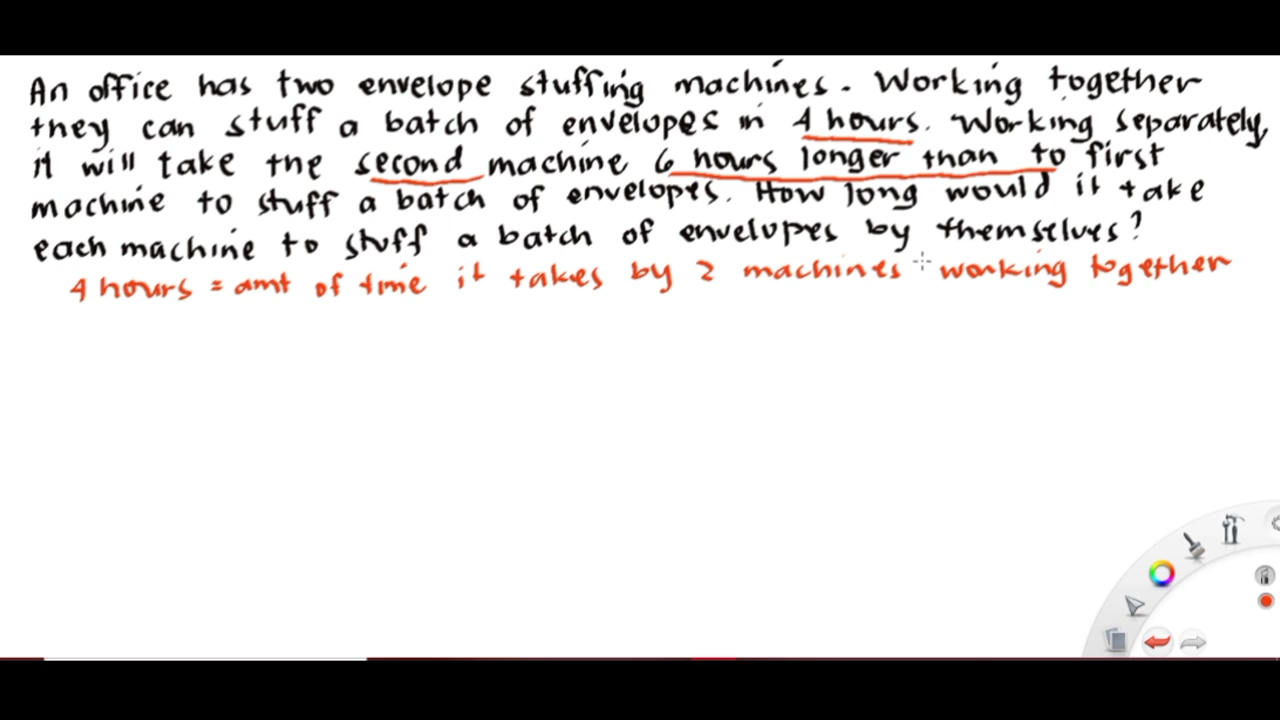 An office has two envelope stuffing machines. Working together
they can stuff a batch of envelopes in 4 hours. Working separately,
it will take the second machine 6 hours longer than to first
machine to stuff a batch of envelopes. How long would it take
each machine to stuff a batch of envelopes by themselves?
4 hours = amt of time it takes by 2 machines working together